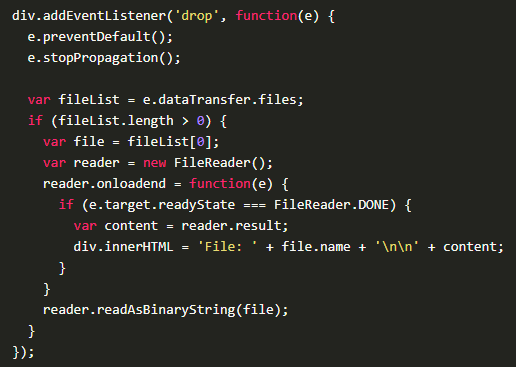 div.addEventListener('drop', function(e) {
  e.preventDefault();
  e.stopPropagation();

  var fileList = e.dataTransfer.files;
  if (fileList.length > 0) {
    var file = fileList[0];
    var reader = new FileReader();
    reader.onloadend = function(e) {
      if (e.target.readyState === FileReader.DONE) {
        var content = reader.result;
        div.innerHTML = 'File: ' + file.name + '\n\n' + content;
      }
    }
    reader.readAsBinaryString(file);
  }
});